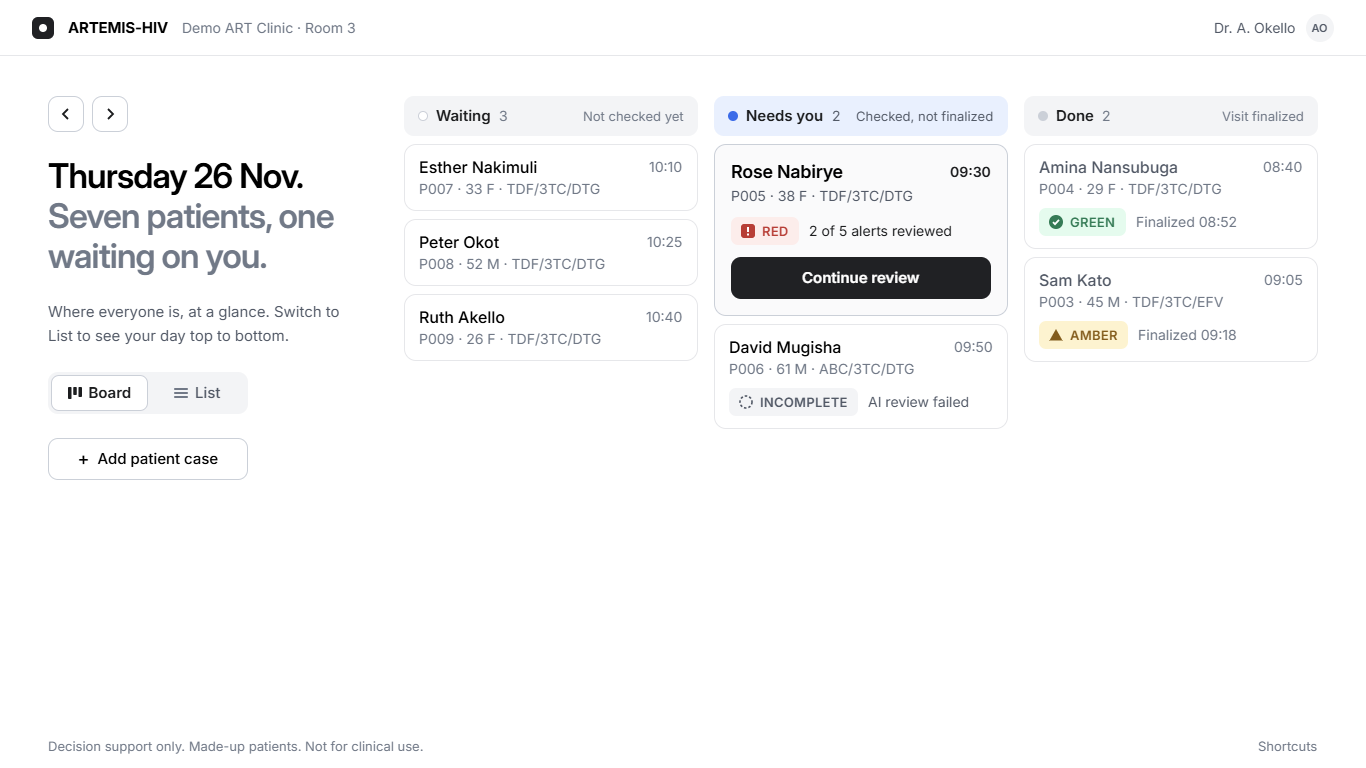 ARTEMIS-HIV Demo ART Clinic · Room 3
Dr. A. Okello AO
Thursday 26 Nov.
Seven patients, one
waiting on you.
Where everyone is, at a glance. Switch to
List to see your day top to bottom.
Board List
+ Add patient case
Waiting 3 Not checked yet
Esther Nakimuli 10:10
P007 · 33 F · TDF/3TC/DTG
Peter Okot 10:25
P008 · 52 M · TDF/3TC/DTG
Ruth Akello 10:40
P009 · 26 F · TDF/3TC/DTG
Needs you 2 Checked, not finalized
Rose Nabirye 09:30
P005 · 38 F · TDF/3TC/DTG
RED 2 of 5 alerts reviewed
Continue review
David Mugisha 09:50
P006 · 61 M · ABC/3TC/DTG
INCOMPLETE AI review failed
Done 2 Visit finalized
Amina Nansubuga 08:40
P004 · 29 F · TDF/3TC/DTG
GREEN Finalized 08:52
Sam Kato 09:05
P003 · 45 M · TDF/3TC/EFV
AMBER Finalized 09:18
Decision support only. Made-up patients. Not for clinical use.
Shortcuts